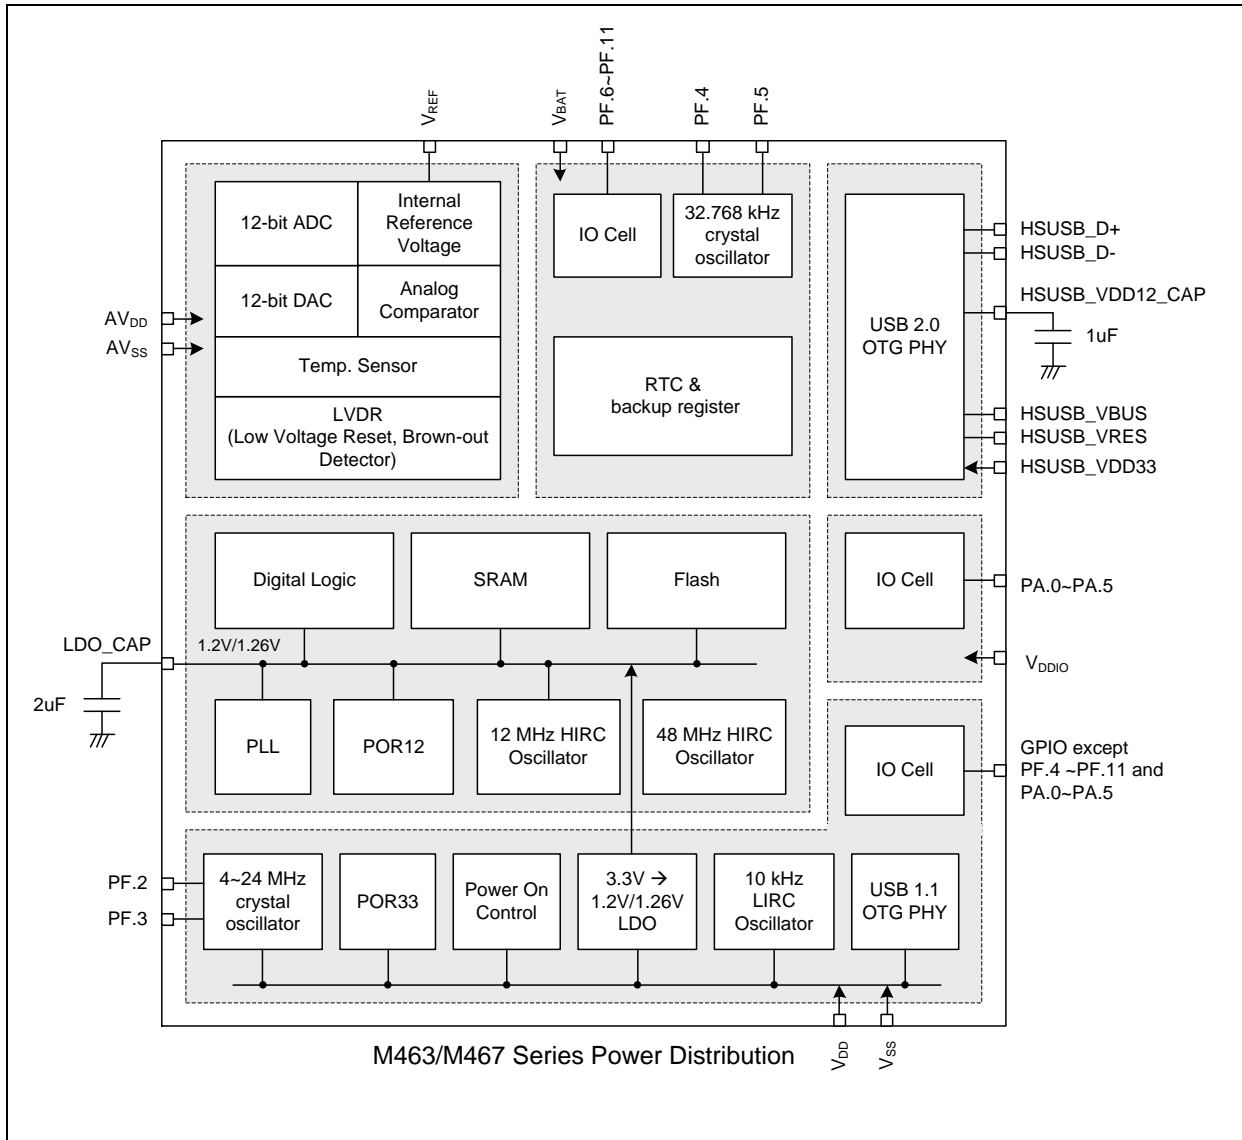 VREF
VBAT
PF.6~PF.11
PF.4
PF.5
12-bit ADC
Internal
Reference
Voltage
12-bit DAC
Analog
Comparator
Temp. Sensor
LVDR
(Low Voltage Reset, Brown-out
Detector)
AVDD
AVSS
IO Cell
32.768 kHz
crystal
oscillator
RTC &
backup register
USB 2.0
OTG PHY
HSUSB_D+
HSUSB_D-
HSUSB_VDD12_CAP
1uF
HSUSB_VBUS
HSUSB_VRES
HSUSB_VDD33
Digital Logic
SRAM
Flash
IO Cell
PA.0~PA.5
VDDIO
LDO_CAP
1.2V/1.26V
2uF
PLL
POR12
12 MHz HIRC
Oscillator
48 MHz HIRC
Oscillator
IO Cell
GPIO except
PF.4 ~PF.11 and
PA.0~PA.5
PF.2
PF.3
4~24 MHz
crystal
oscillator
POR33
Power On
Control
3.3V →
1.2V/1.26V
LDO
10 kHz
LIRC
Oscillator
USB 1.1
OTG PHY
M463/M467 Series Power Distribution
VDD
VSS